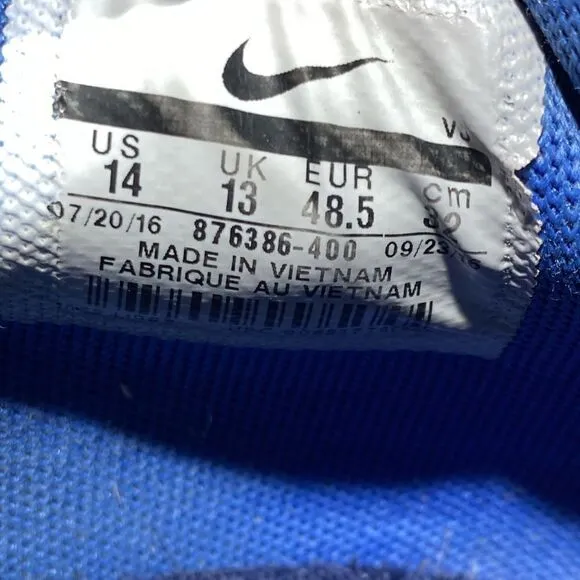 US UK EUR cm
14 13 48.5
07/20/16 876386-400
MADE IN VIETNAM
FABRIQUE AU VIETNAM